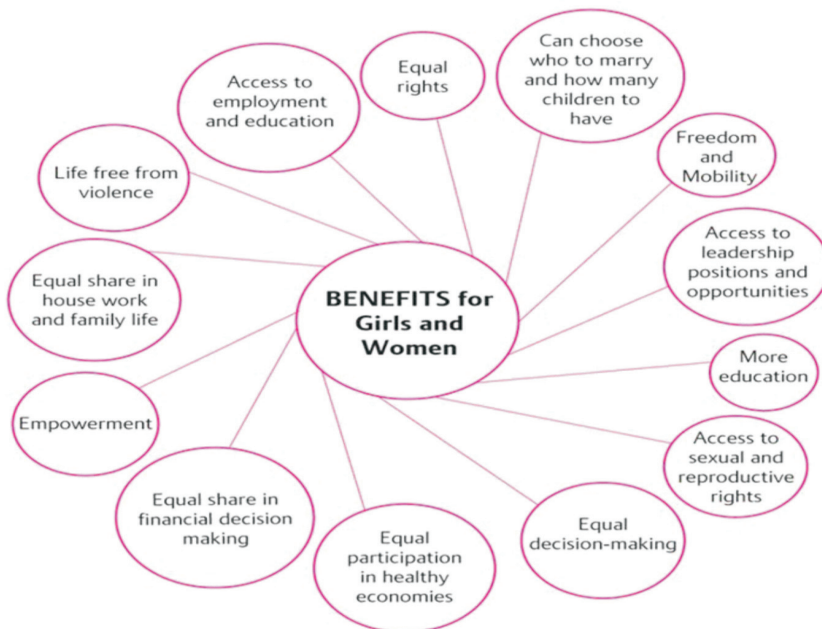 Can choose
who to marry
and how many
children to
have
Equal
rights
Access to
employment
and education
Freedom
and
Mobility
Life free from
violence
Access to
leadership
positions and
opportunities
Equal share in
house work
and family life
BENEFITS for
Girls and
Women
More
education
Empowerment
Access to
sexual and
reproductive
rights
Equal share in
financial decision
making
Equal
decision-making
Equal
participation
in healthy
economies